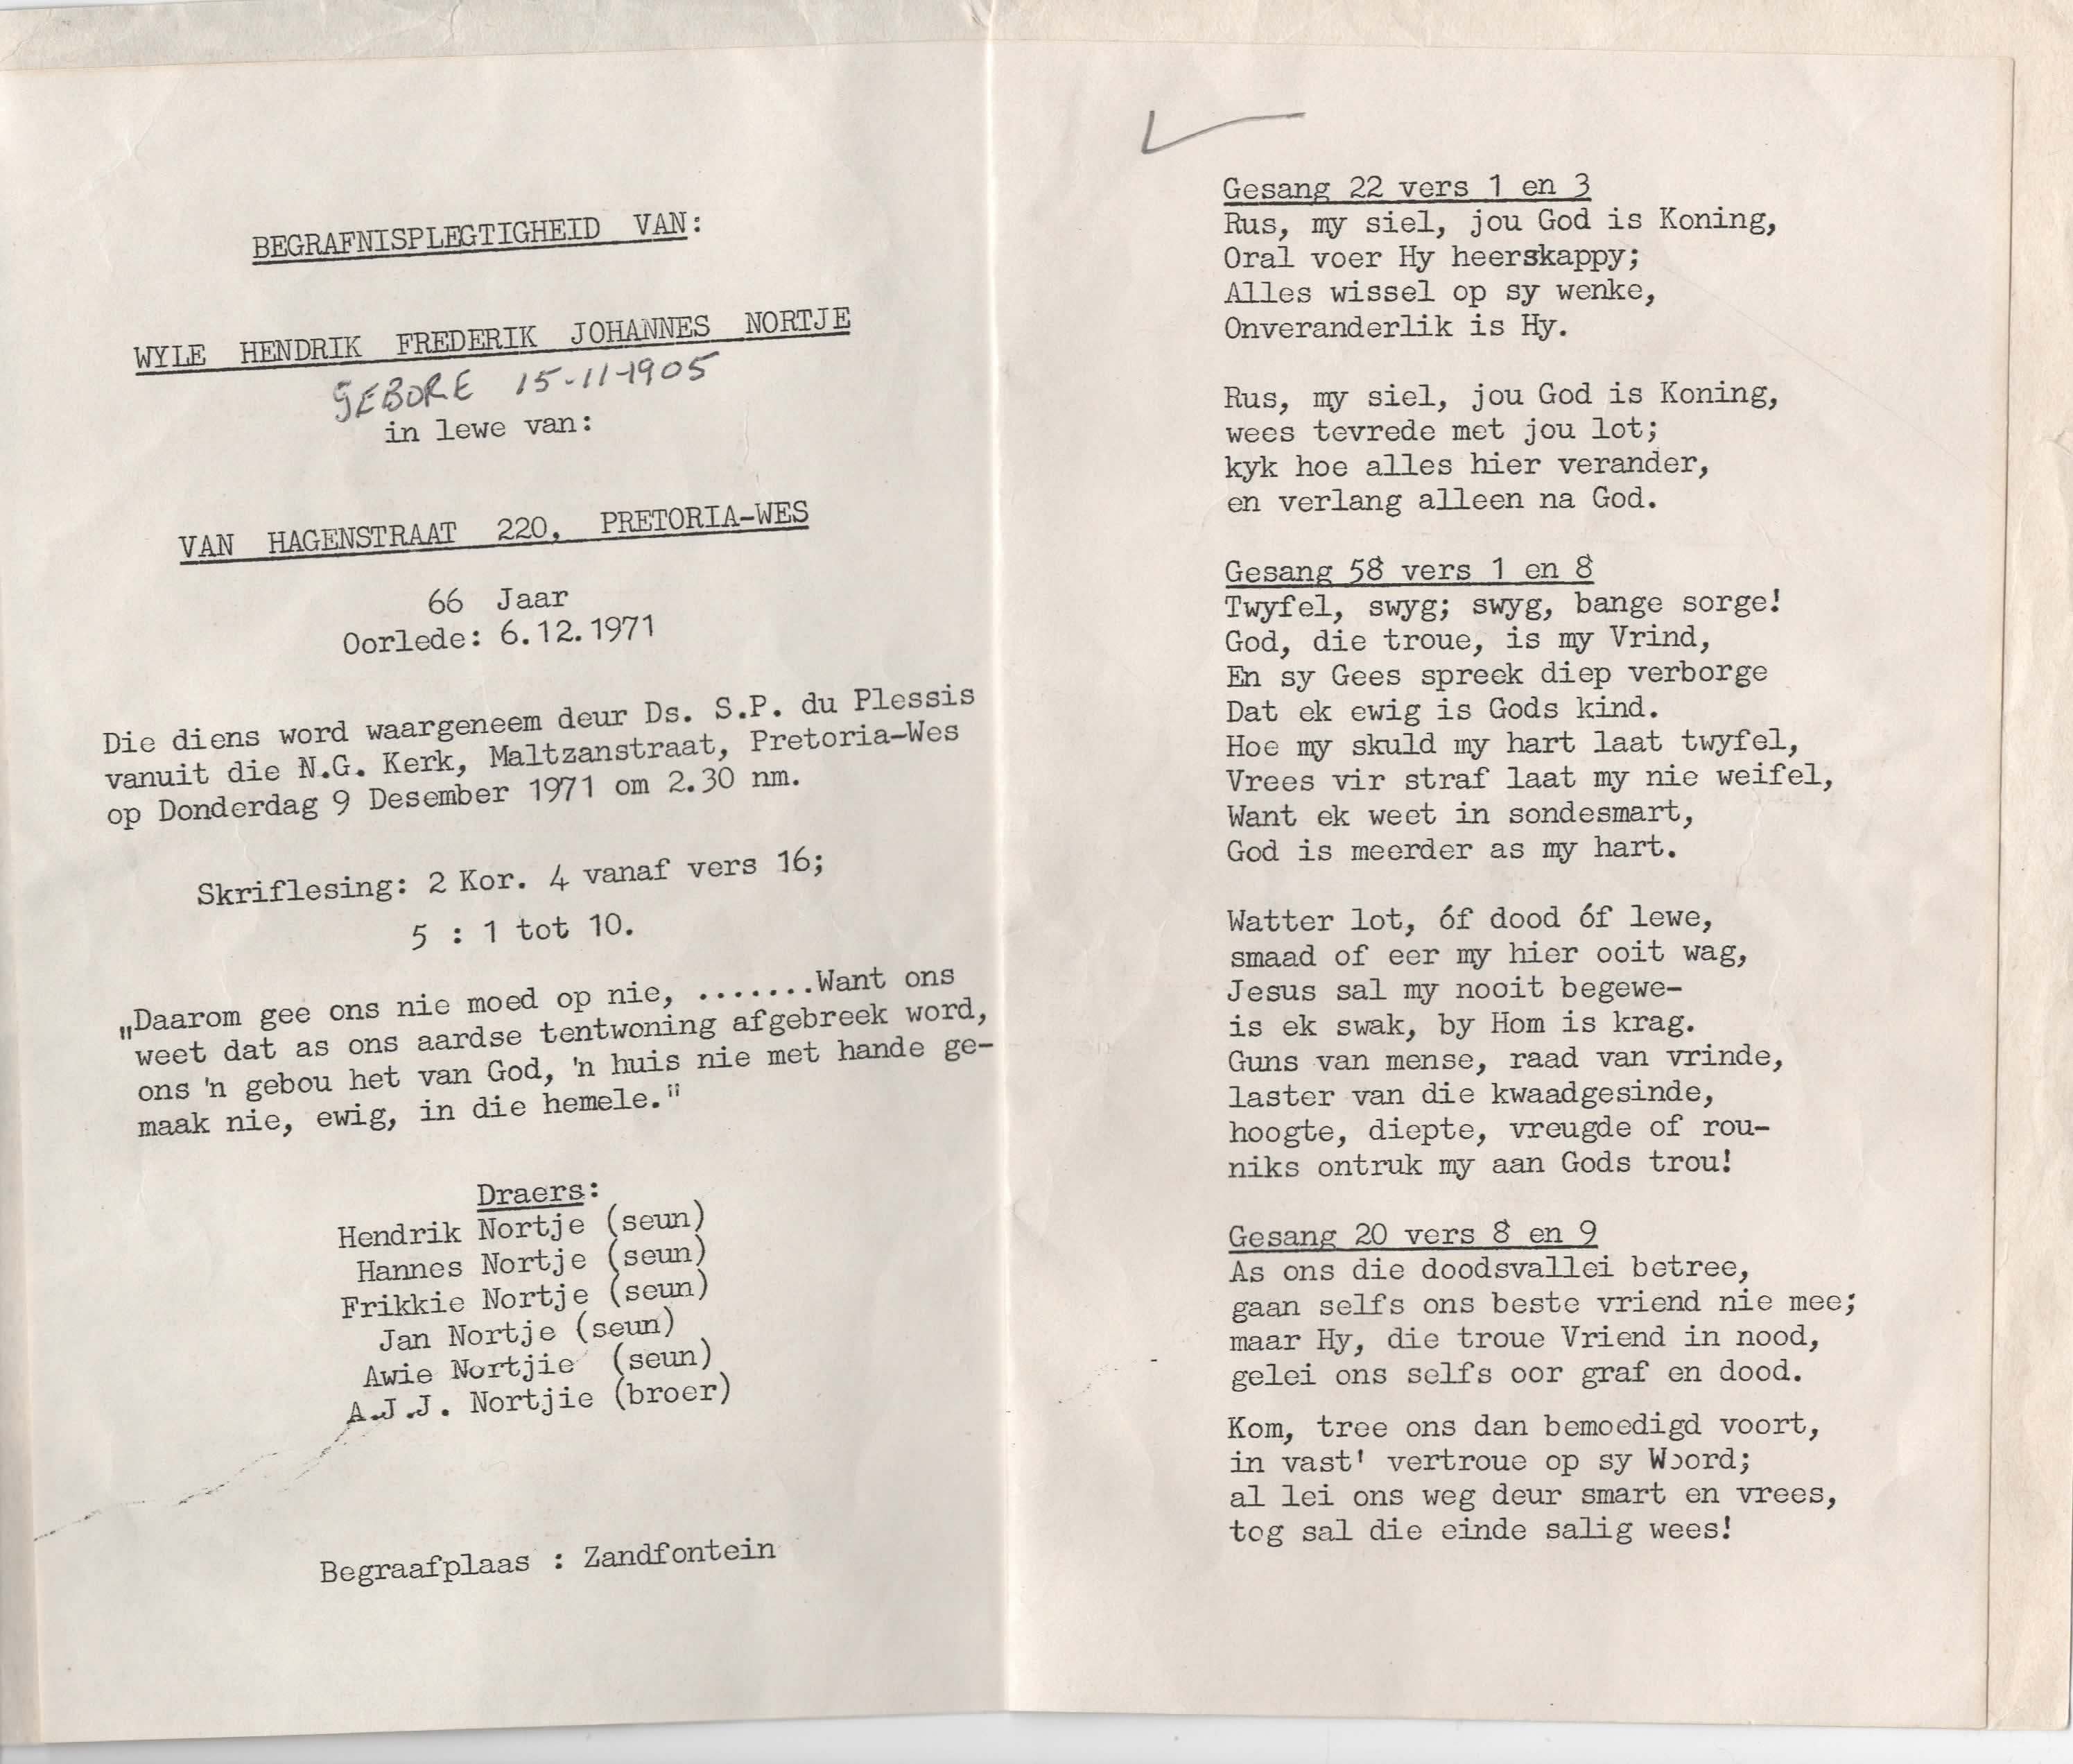 BEGRAFNISPLEGTIGHEID VAN:
WYLE HENDRIK FREDERIK JOHANNES NORTJE
GEBORE 15-11-1905
in lewe van:
VAN HAGENSTRAAT 220, PRETORIA-WES
66 Jaar
Oorlede: 6.12.1971
Die diens word waargeneem deur Ds. S.P. du Plessis
vanuit die N.G. Kerk, Maltzanstraat, Pretoria-Wes
op Donderdag 9 Desember 1971 om 2.30 nm.
Skriflesing: 2 Kor. 4 vanaf vers 16;
5 : 1 tot 10.
„Daarom gee ons nie moed op nie, .......Want ons
weet dat as ons aardse tentwoning afgebreek word,
ons 'n gebou het van God, 'n huis nie met hande ge-
maak nie, ewig, in die hemele."
Draers:
Hendrik Nortje (seun)
Hannes Nortje (seun)
Frikkie Nortje (seun)
Jan Nortje (seun)
Awie Nortjie (seun)
A.J.J. Nortjie (broer)
Begraafplaas : Zandfontein
Gesang 22 vers 1 en 3
Rus, my siel, jou God is Koning,
Oral voer Hy heerskappy;
Alles wissel op sy wenke,
Onveranderlik is Hy.
Rus, my siel, jou God is Koning,
wees tevrede met jou lot;
kyk hoe alles hier verander,
en verlang alleen na God.
Gesang 58 vers 1 en 8
Twyfel, swyg; swyg, bange sorge!
God, die troue, is my Vrind,
En sy Gees spreek diep verborge
Dat ek ewig is Gods kind.
Hoe my skuld my hart laat twyfel,
Vrees vir straf laat my nie weifel,
Want ek weet in sondesmart,
God is meerder as my hart.
Watter lot, óf dood óf lewe,
smaad of eer my hier ooit wag,
Jesus sal my nooit begewe-
is ek swak, by Hom is krag.
Guns van mense, raad van vrinde,
laster van die kwaadgesinde,
hoogte, diepte, vreugde of rou-
niks ontruk my aan Gods trou!
Gesang 20 vers 8 en 9
As ons die doodsvallei betree,
gaan selfs ons beste vriend nie mee;
maar Hy, die troue Vriend in nood,
gelei ons selfs oor graf en dood.
Kom, tree ons dan bemoedigd voort,
in vast' vertroue op sy Woord;
al lei ons weg deur smart en vrees,
tog sal die einde salig wees!